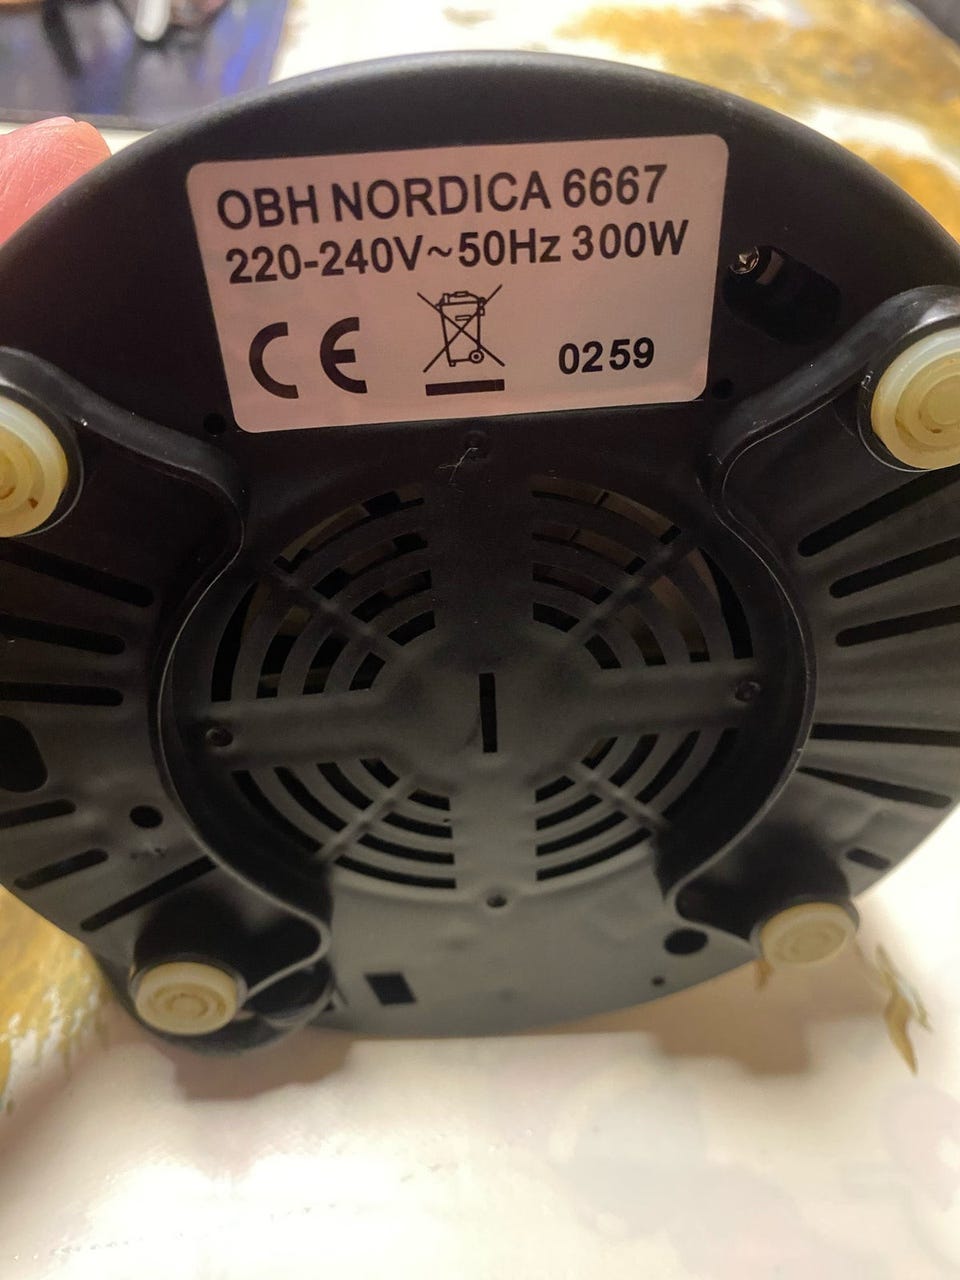 OBH NORDICA 6667
220-240V~50Hz 300W
CE 0259